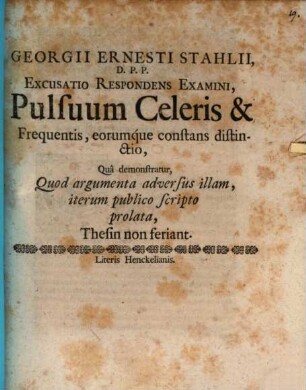 19.
GEORGII ERNESTI STAHLII,
D. P. P.
EXCUSATIO RESPONDENS EXAMINI,
Pulſuum Celeris &
Frequentis, eorumque conſtans diſtin-
ctio,
Quâ demonſtratur,
Quod argumenta adverſus illam,
iterum publico ſcripto
prolata,
Theſin non feriant.
Literis Henckelianis.